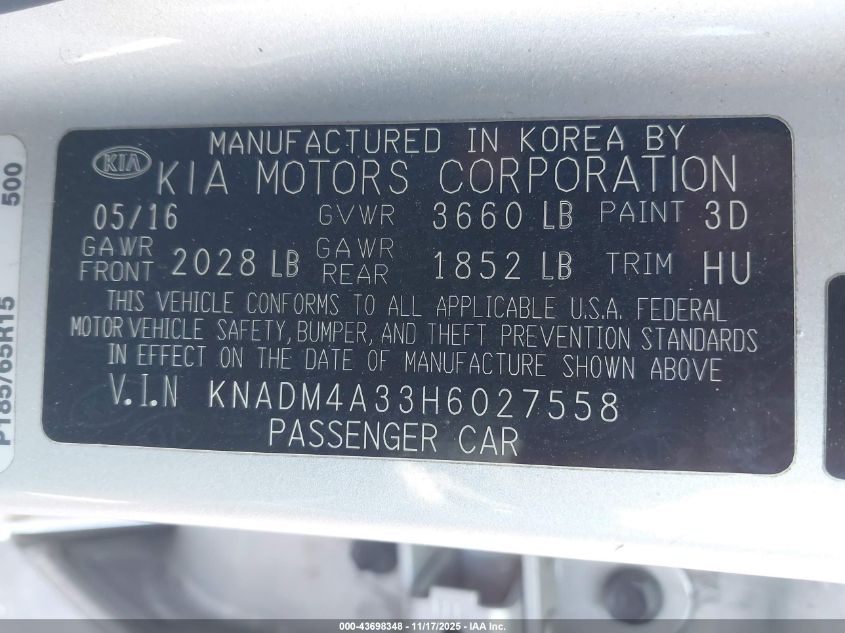 MANUFACTURED IN KOREA BY
KIA KIA MOTORS CORPORATION
05/16 GVWR 3660 LB PAINT 3D
GAWR FRONT 2028 LB GAWR REAR 1852 LB TRIM HU
THIS VEHICLE CONFORMS TO ALL APPLICABLE U.S.A. FEDERAL
MOTOR VEHICLE SAFETY, BUMPER, AND THEFT PREVENTION STANDARDS
IN EFFECT ON THE DATE OF MANUFACTURE SHOWN ABOVE
V.I.N KNADM4A33H6027558
PASSENGER CAR
500
P185/65R15
000-43698348 - 11/17/2025 - IAA Inc.